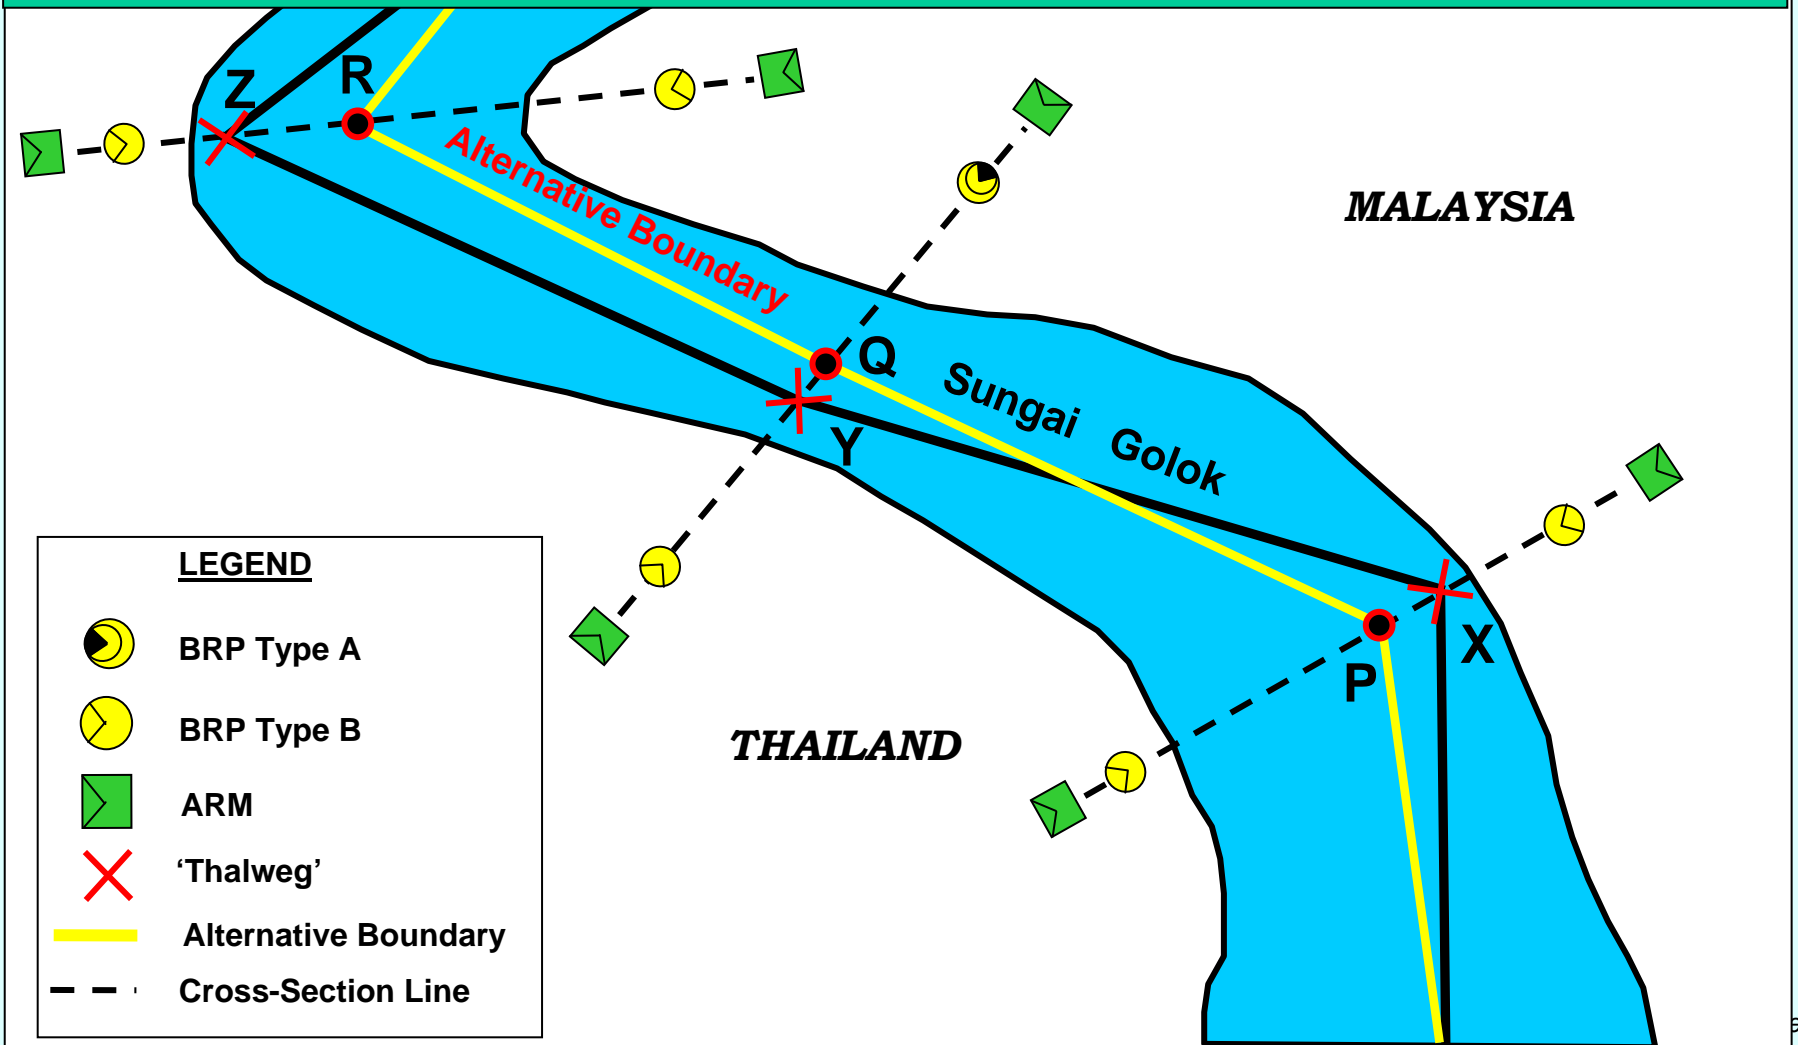 Z
R
Alternative Boundary
MALAYSIA
Q
Sungai Golok
Y
X
P
THAILAND
LEGEND
BRP Type A
BRP Type B
ARM
‘Thalweg’
Alternative Boundary
Cross-Section Line